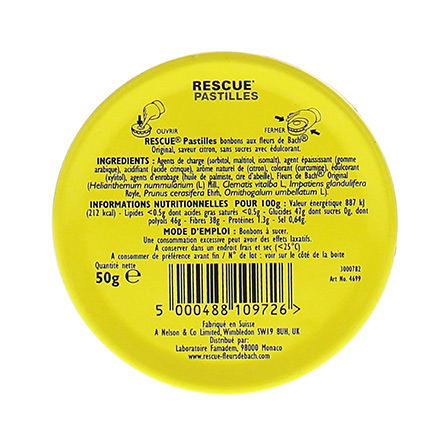 RESCUE®
PASTILLES
OUVRIR
FERMER
RESCUE® Pastilles bonbons aux fleurs de Bach®
Original, saveur citron, sans sucres avec édulcorant.
INGREDIENTS : Agents de charge (sorbitol, maltitol, isomalt), agent épaississant (gomme
arabique), acidifiant (acide citrique), arôme naturel de (citron), colorant (curcumine), édulcorant
(xylitol), agents d'enrobage (huile de palmiste, cire d'abeille), Fleurs de Bach® Original
(Helianthemum nummularium (L) Mill., Clematis vitalba L, Impatiens glandulifera
Royle, Prunus cerasifera Ehrh, Ornithogalum umbellatum L).
INFORMATIONS NUTRITIONNELLES POUR 100g : Valeur énergétique 887 kJ
(212 kcal) - Lipides <0.5g dont acides gras saturés <0.5g - Glucides 47g dont sucres 0g, dont
polyols 46g - Fibres 38g - Protéines 1.3g - Sel 0,64g.
MODE D'EMPLOI : Bonbons à sucer.
Une consommation excessive peut avoir des effets laxatifs.
A conserver dans un endroit frais et sec (<25°C)
A consommer de préférence avant fin / N° de lot : voir sur le côté de la boite
Quantité nette
50g e
3000782
Art No. 4699
5 000488 109726 >
Fabriqué en Suisse
A Nelson & Co Limited, Wimbledon SW19 8UH, UK
Distribué par :
Laboratoire Famadem, 98000 Monaco
www.rescue-fleursdebach.com